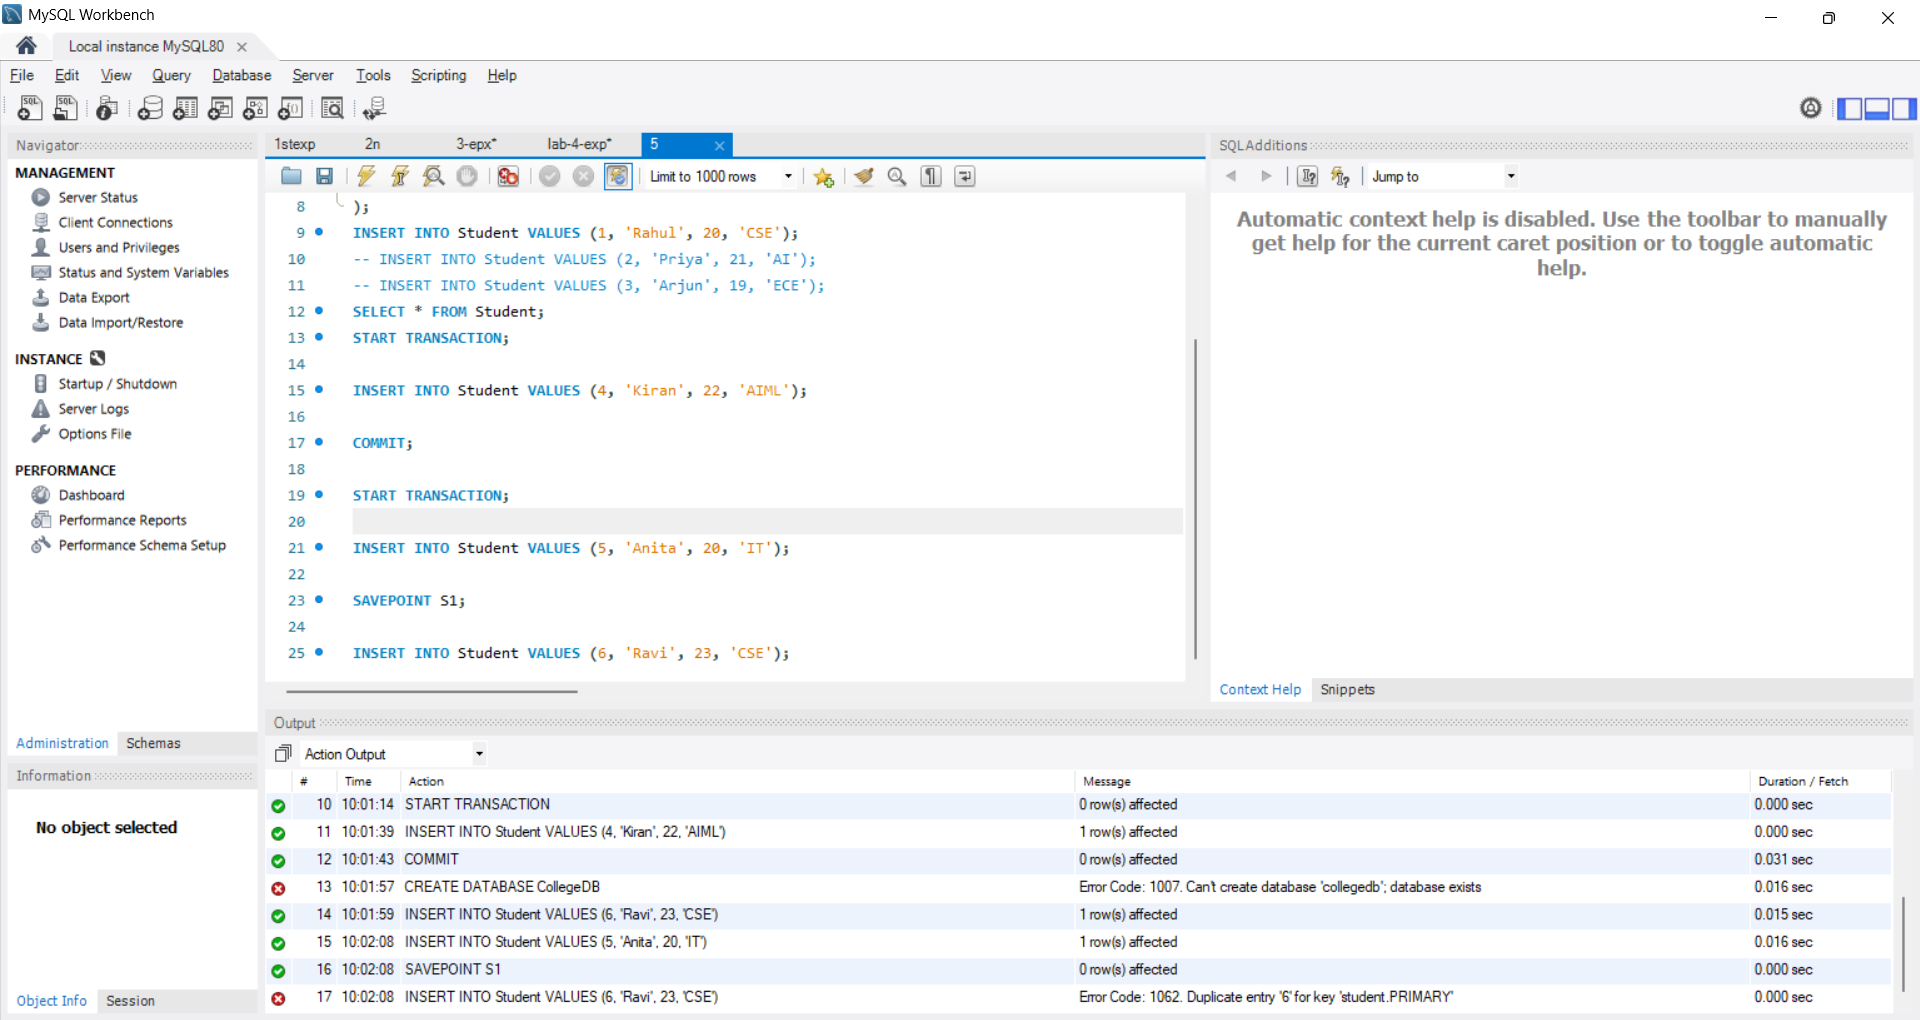 MySQL Workbench
Local instance MySQL80
File Edit View Query Database Server Tools Scripting Help
Navigator
MANAGEMENT
Server Status
Client Connections
Users and Privileges
Status and System Variables
Data Export
Data Import/Restore
INSTANCE
Startup / Shutdown
Server Logs
Options File
PERFORMANCE
Dashboard
Performance Reports
Performance Schema Setup
Administration Schemas
Information
No object selected
Object Info Session
1stexp 2n 3-epx* lab-4-exp* 5
Limit to 1000 rows
8 );
9 INSERT INTO Student VALUES (1, 'Rahul', 20, 'CSE');
10 -- INSERT INTO Student VALUES (2, 'Priya', 21, 'AI');
11 -- INSERT INTO Student VALUES (3, 'Arjun', 19, 'ECE');
12 SELECT * FROM Student;
13 START TRANSACTION;
14
15 INSERT INTO Student VALUES (4, 'Kiran', 22, 'AIML');
16
17 COMMIT;
18
19 START TRANSACTION;
20
21 INSERT INTO Student VALUES (5, 'Anita', 20, 'IT');
22
23 SAVEPOINT S1;
24
25 INSERT INTO Student VALUES (6, 'Ravi', 23, 'CSE');
SQLAdditions
Jump to
Automatic context help is disabled. Use the toolbar to manually
get help for the current caret position or to toggle automatic
help.
Context Help Snippets
Output
Action Output
# Time Action Message Duration / Fetch
10 10:01:14 START TRANSACTION 0 row(s) affected 0.000 sec
11 10:01:39 INSERT INTO Student VALUES (4, 'Kiran', 22, 'AIML') 1 row(s) affected 0.000 sec
12 10:01:43 COMMIT 0 row(s) affected 0.031 sec
13 10:01:57 CREATE DATABASE CollegeDB Error Code: 1007. Can't create database 'collegedb'; database exists 0.016 sec
14 10:01:59 INSERT INTO Student VALUES (6, 'Ravi', 23, 'CSE') 1 row(s) affected 0.015 sec
15 10:02:08 INSERT INTO Student VALUES (5, 'Anita', 20, 'IT') 1 row(s) affected 0.016 sec
16 10:02:08 SAVEPOINT S1 0 row(s) affected 0.000 sec
17 10:02:08 INSERT INTO Student VALUES (6, 'Ravi', 23, 'CSE') Error Code: 1062. Duplicate entry '6' for key 'student.PRIMARY' 0.000 sec